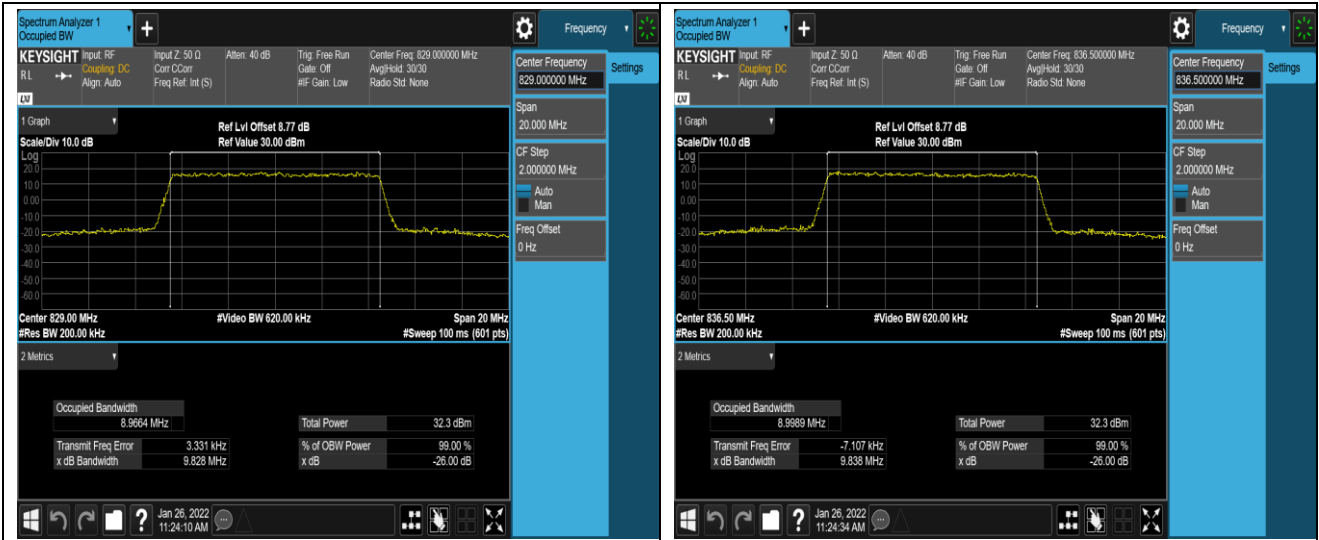 Spectrum Analyzer 1
Occupied BW
+
Frequency
KEYSIGHT
Input: RF
Input Z: 50 Ω
Atten: 40 dB
Trig: Free Run
Center Freq: 829.000000 MHz
RL
Coupling: DC
Corr CCorr
Gate: Off
Avg|Hold: 30/30
Align: Auto
Freq Ref: Int (S)
#IF Gain: Low
Radio Std: None
LXI
Center Frequency
829.000000 MHz
Settings
Span
20.000 MHz
CF Step
2.000000 MHz
Auto
Man
Freq Offset
0 Hz
1 Graph
Ref Lvl Offset 8.77 dB
Scale/Div 10.0 dB
Ref Value 30.00 dBm
Log
20.0
10.0
0.00
-10.0
-20.0
-30.0
-40.0
-50.0
-60.0
Center 829.00 MHz
#Video BW 620.00 kHz
Span 20 MHz
#Res BW 200.00 kHz
#Sweep 100 ms (601 pts)
2 Metrics
Occupied Bandwidth
8.9664 MHz
Total Power
32.3 dBm
Transmit Freq Error
3.331 kHz
% of OBW Power
99.00 %
x dB Bandwidth
9.828 MHz
x dB
-26.00 dB
?
Jan 26, 2022
11:24:10 AM
Spectrum Analyzer 1
Occupied BW
+
Frequency
KEYSIGHT
Input: RF
Input Z: 50 Ω
Atten: 40 dB
Trig: Free Run
Center Freq: 836.500000 MHz
RL
Coupling: DC
Corr CCorr
Gate: Off
Avg|Hold: 30/30
Align: Auto
Freq Ref: Int (S)
#IF Gain: Low
Radio Std: None
LXI
Center Frequency
836.500000 MHz
Settings
Span
20.000 MHz
CF Step
2.000000 MHz
Auto
Man
Freq Offset
0 Hz
1 Graph
Ref Lvl Offset 8.77 dB
Scale/Div 10.0 dB
Ref Value 30.00 dBm
Log
20.0
10.0
0.00
-10.0
-20.0
-30.0
-40.0
-50.0
-60.0
Center 836.50 MHz
#Video BW 620.00 kHz
Span 20 MHz
#Res BW 200.00 kHz
#Sweep 100 ms (601 pts)
2 Metrics
Occupied Bandwidth
8.9989 MHz
Total Power
32.3 dBm
Transmit Freq Error
-7.107 kHz
% of OBW Power
99.00 %
x dB Bandwidth
9.838 MHz
x dB
-26.00 dB
?
Jan 26, 2022
11:24:34 AM